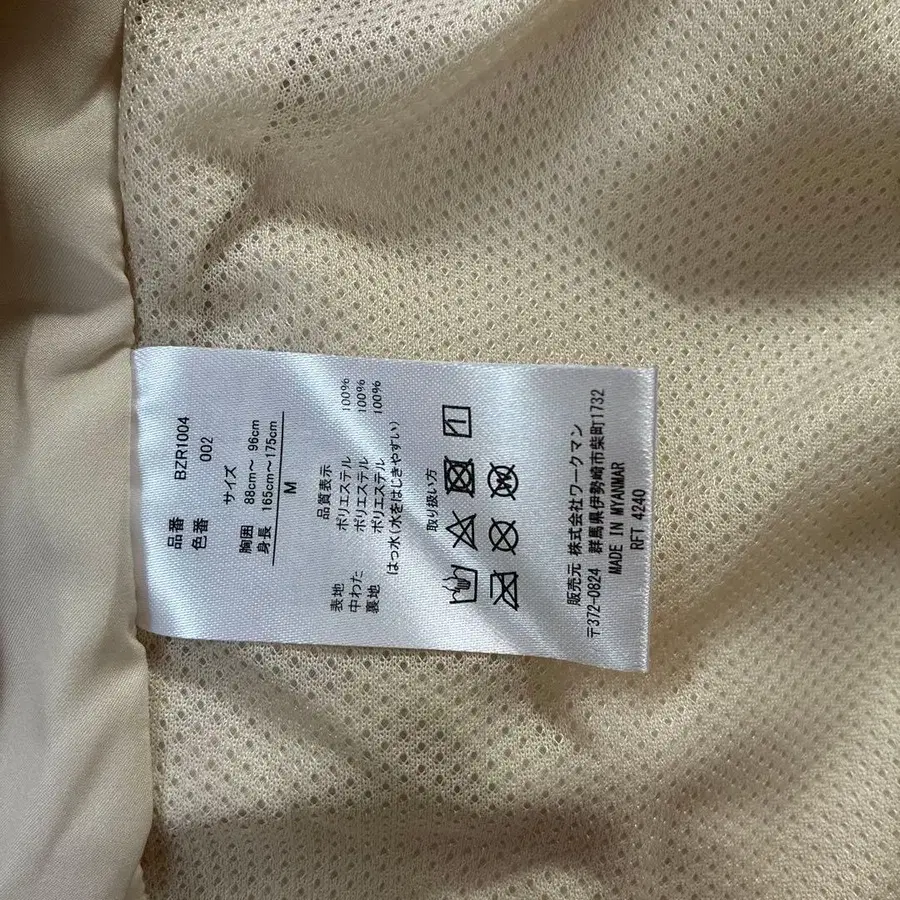 品番 BZR1004
色番 002
サイズ
胸囲 88cm～ 96cm
身長 165cm～175cm
M
品質表示
表地 ポリエステル 100%
中わた ポリエステル 100%
裏地 ポリエステル 100%
(はっ水(水をはじきやすい)
取り扱い方
販売元 株式会社ワークマン
〒372-0824 群馬県伊勢崎市柴町1732
MADE IN MYANMAR
RFT 4240